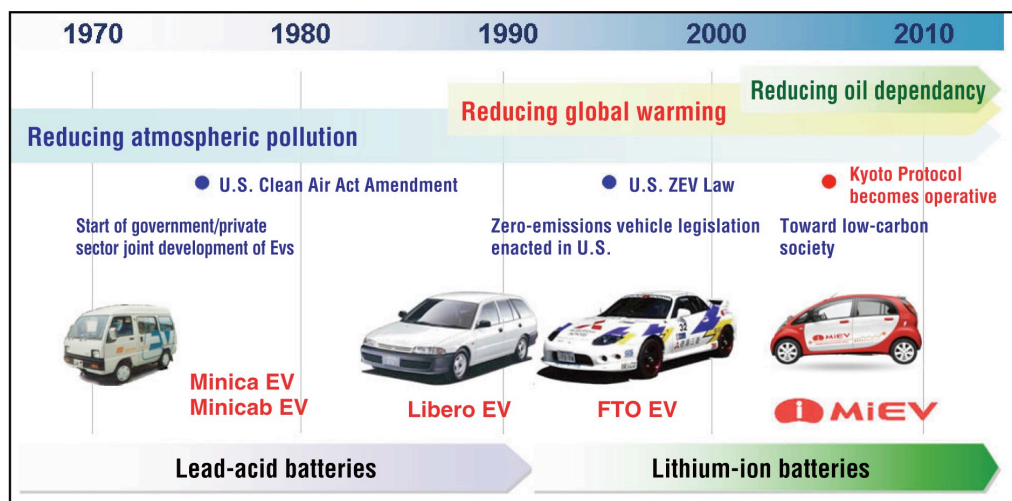 1970 1980 1990 2000 2010
Reducing oil dependancy
Reducing global warming
Reducing atmospheric pollution
U.S. Clean Air Act Amendment
U.S. ZEV Law
Kyoto Protocol
becomes operative
Start of government/private
sector joint development of Evs
Zero-emissions vehicle legislation
enacted in U.S.
Toward low-carbon
society
32
MiEV
Minica EV
Minicab EV
Libero EV
FTO EV
i MiEV
Lead-acid batteries
Lithium-ion batteries